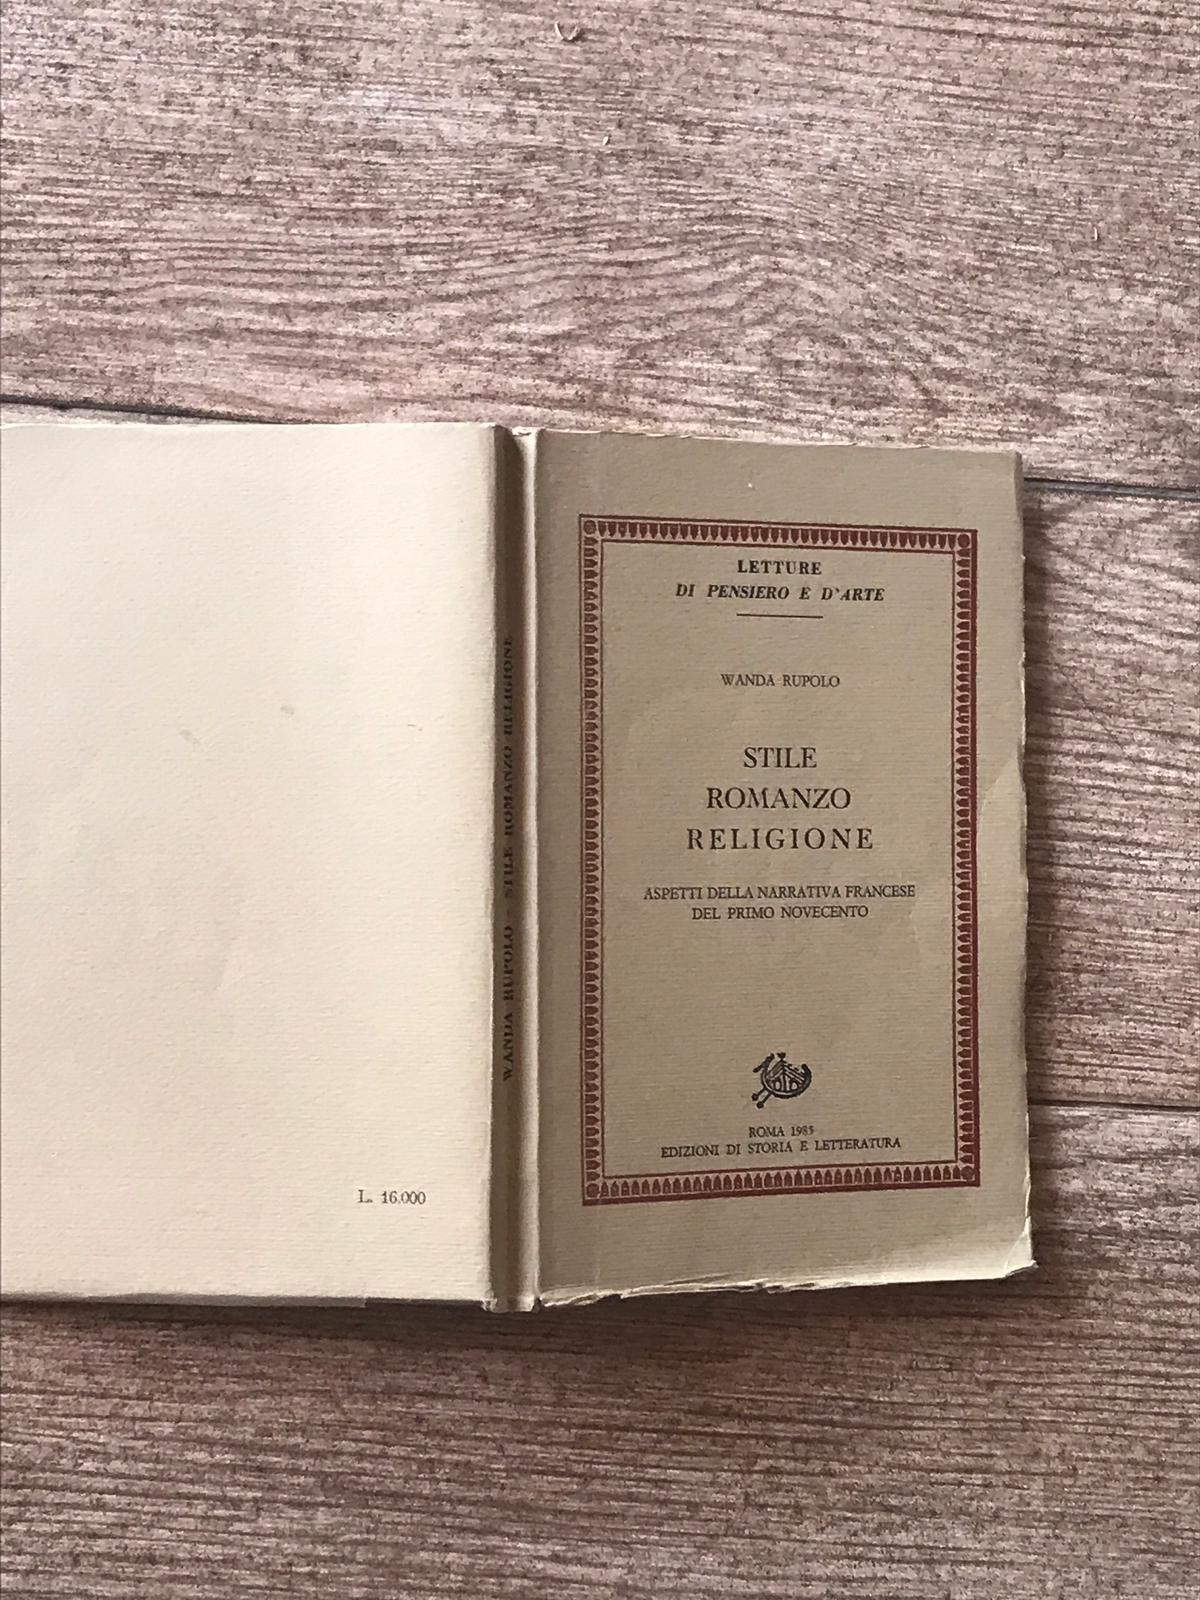 LETTURE
DI PENSIERO E D'ARTE
WANDA RUPOLO
STILE
ROMANZO
RELIGIONE
ASPETTI DELLA NARRATIVA FRANCESE
DEL PRIMO NOVECENTO
ROMA 1985
EDIZIONI DI STORIA E LETTERATURA
WANDA RUPOLO - STILE ROMANZO RELIGIONE
L. 16.000